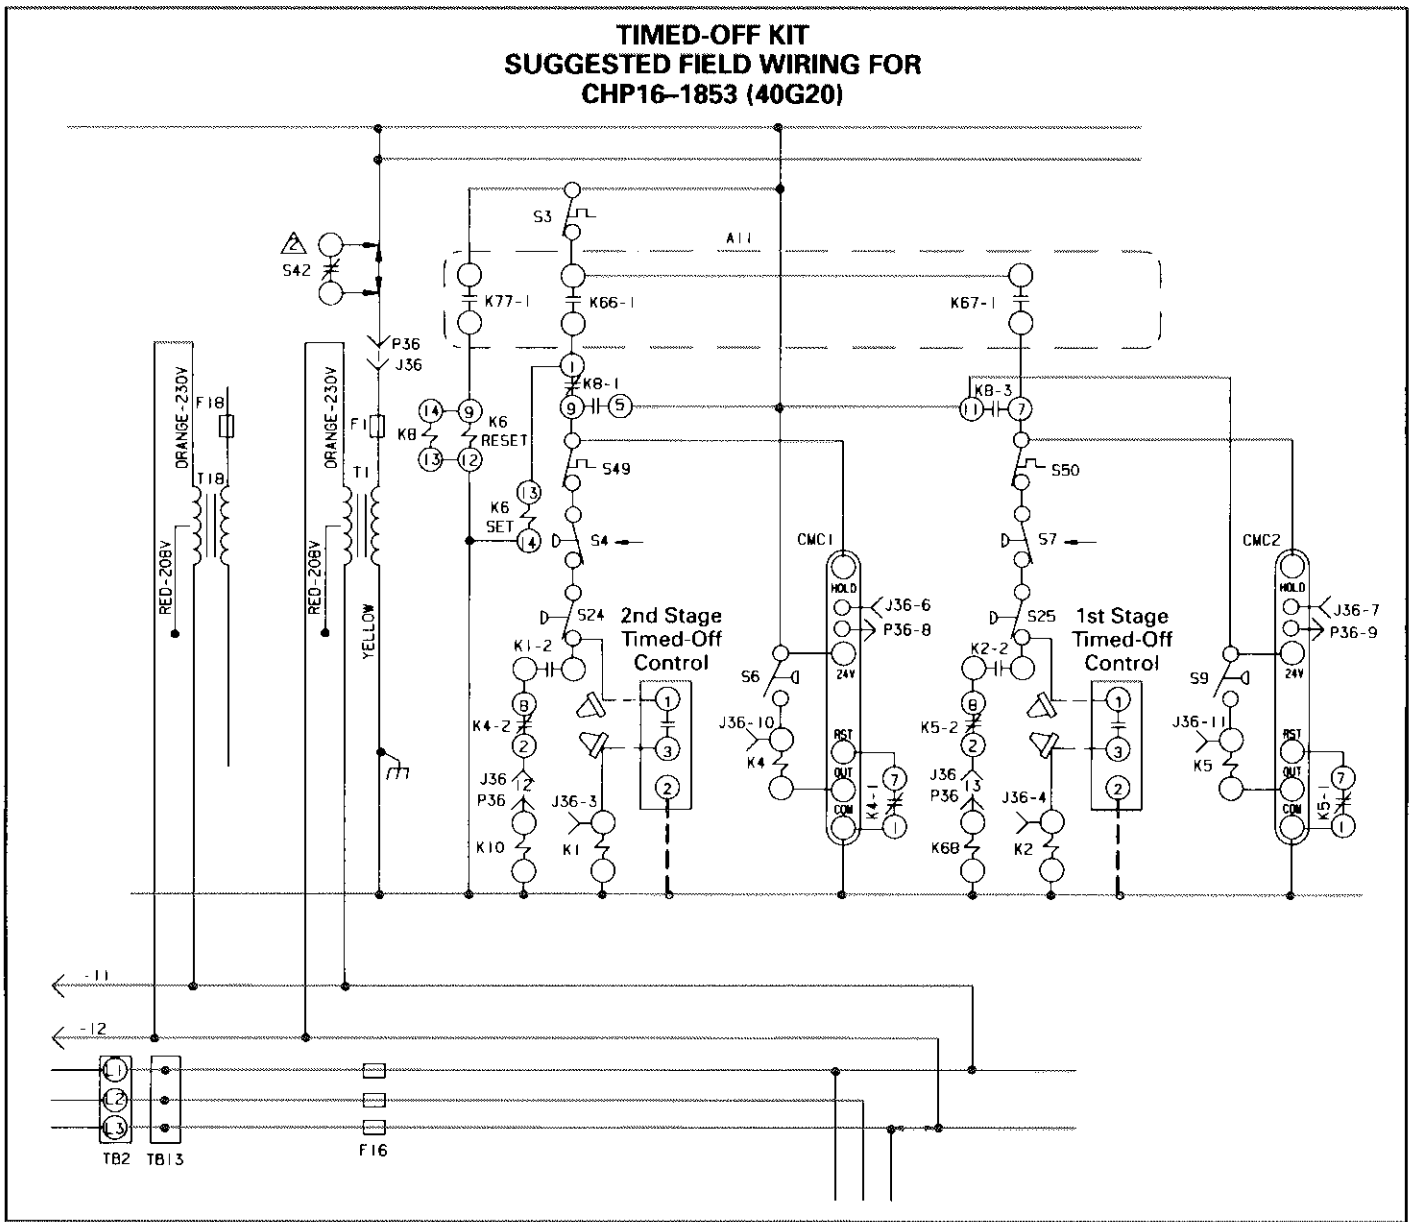 TIMED-OFF KIT
SUGGESTED FIELD WIRING FOR
CHP16–1853 (40G20)
S3
A11
2
S42
K77-1
K66-1
K67-1
P36
J36
1
K8-1
K8-3
ORANGE-230V
F18
ORANGE-230V
F1
14
9
K6
RESET
9
5
11
7
K8
13
12
S49
S50
T18
T1
13
K6
SET
14
S4
CMC1
S7
CMC2
RED-208V
RED-208V
YELLOW
HOLD
J36-6
P36-8
24V
HOLD
J36-7
P36-9
24V
S24
2nd Stage
Timed-Off
Control
S25
1st Stage
Timed-Off
Control
K1-2
K2-2
S6
S9
8
K4-2
2
1
3
2
J36-10
K4
RST
OUT
COM
7
K4-1
1
8
K5-2
2
1
3
2
J36-11
K5
RST
OUT
COM
7
K5-1
1
J36
12
P36
J36-3
J36
13
P36
J36-4
K10
K1
K68
K2
-11
-12
L1
L2
L3
TB2
TB13
F16